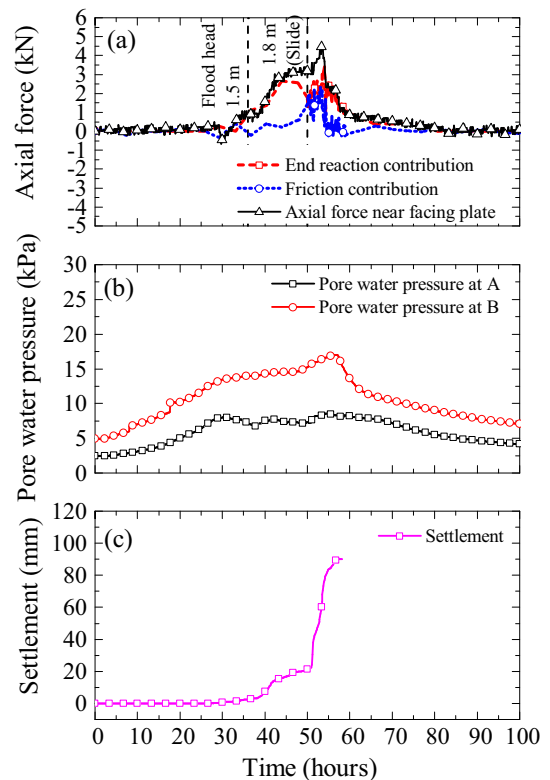 (a)
Axial force (kN)
6
5
4
3
2
1
0
-1
-2
-3
-4
5
Flood head
1.5 m
1.8 m
(Slide)
End reaction contribution
Friction contribution
Axial force near facing plate
(b)
Pore water pressure (kPa)
30
25
20
15
10
5
0
Pore water pressure at A
Pore water pressure at B
(c)
Settlement (mm)
120
100
80
60
40
20
0
Settlement
0 10 20 30 40 50 60 70 80 90 100
Time (hours)